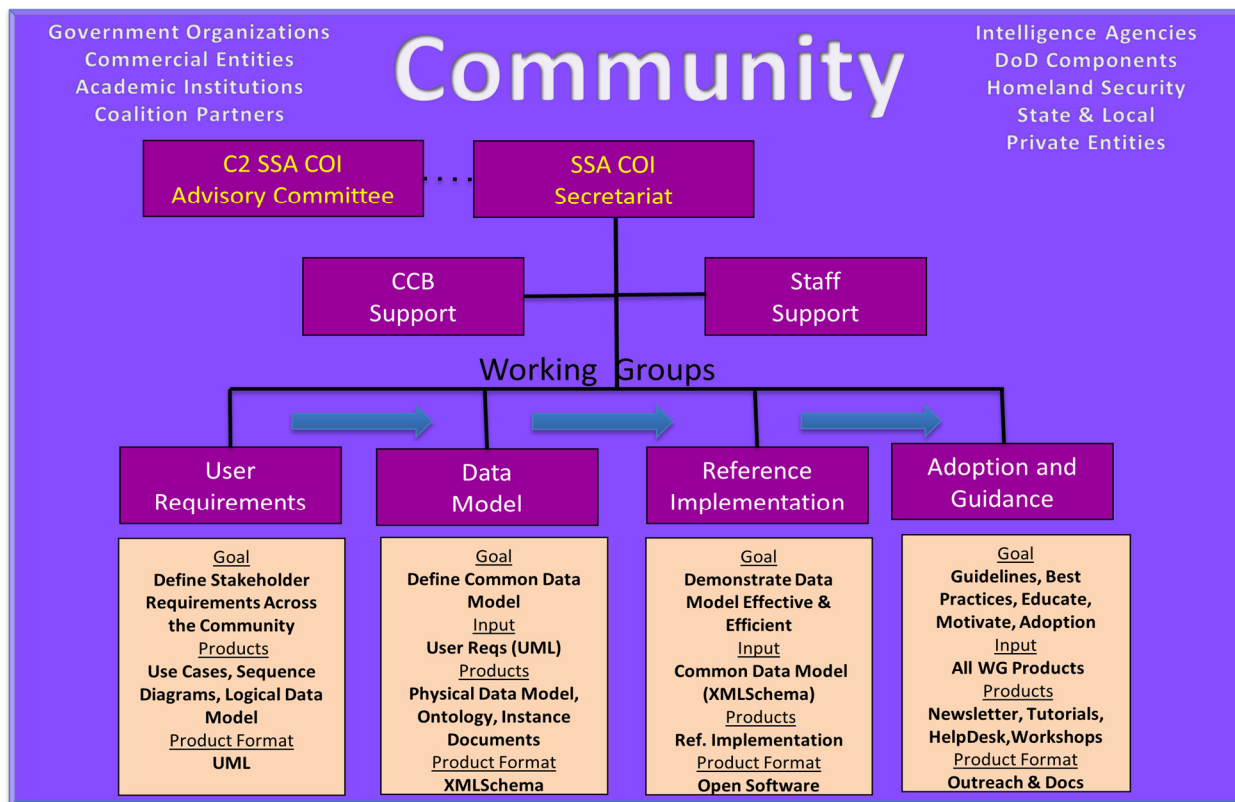 Government Organizations
Commercial Entities
Academic Institutions
Coalition Partners
Community
Intelligence Agencies
DoD Components
Homeland Security
State & Local
Private Entities
C2 SSA COI
Advisory Committee
SSA COI
Secretariat
CCB
Support
Staff
Support
Working Groups
User
Requirements
Data
Model
Reference
Implementation
Adoption and
Guidance
Goal
Define Stakeholder
Requirements Across
the Community
Products
Use Cases, Sequence
Diagrams, Logical Data
Model
Product Format
UML
Goal
Define Common Data
Model
Input
User Reqs (UML)
Products
Physical Data Model,
Ontology, Instance
Documents
Product Format
XMLSchema
Goal
Demonstrate Data
Model Effective &
Efficient
Input
Common Data Model
(XMLSchema)
Products
Ref. Implementation
Product Format
Open Software
Goal
Guidelines, Best
Practices, Educate,
Motivate, Adoption
Input
All WG Products
Products
Newsletter, Tutorials,
HelpDesk,Workshops
Product Format
Outreach & Docs